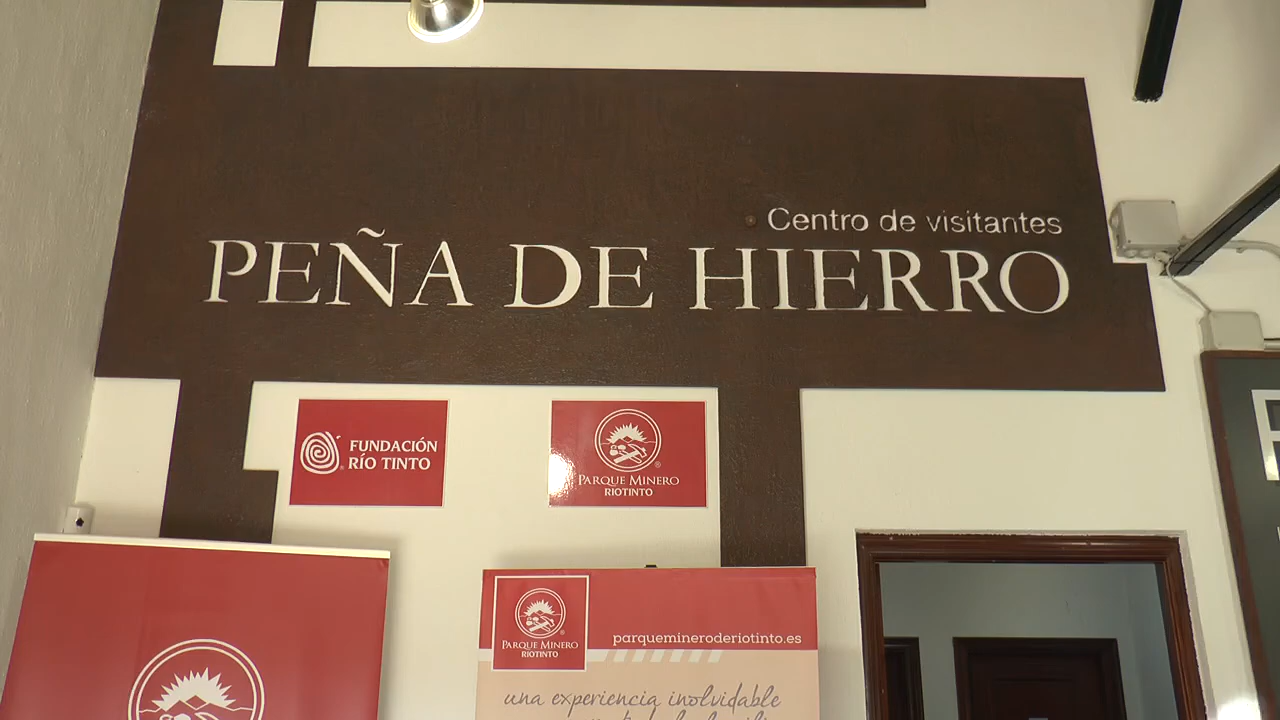 Centro de visitantes
PEÑA DE HIERRO
FUNDACIÓN
RÍO TINTO
PARQUE MINERO
RIOTINTO
PARQUE MINERO
RIOTINTO
parquemineroderiotinto.es
una experiencia inolvidable